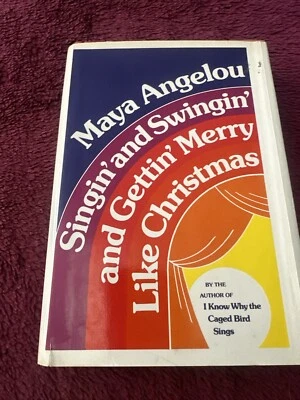 Maya Angelou
Singin' and Swingin'
and Gettin' Merry
Like Christmas
BY THE
AUTHOR OF
I Know Why the
Caged Bird
Sings